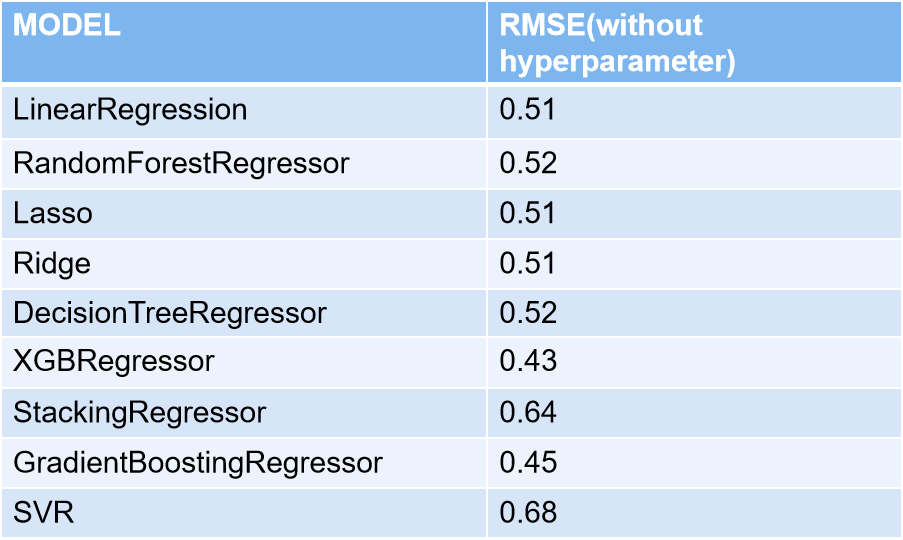 MODEL
RMSE(without
hyperparameter)
LinearRegression
0.51
RandomForestRegressor
0.52
Lasso
0.51
Ridge
0.51
DecisionTreeRegressor
0.52
XGBRegressor
0.43
StackingRegressor
0.64
GradientBoostingRegressor
0.45
SVR
0.68